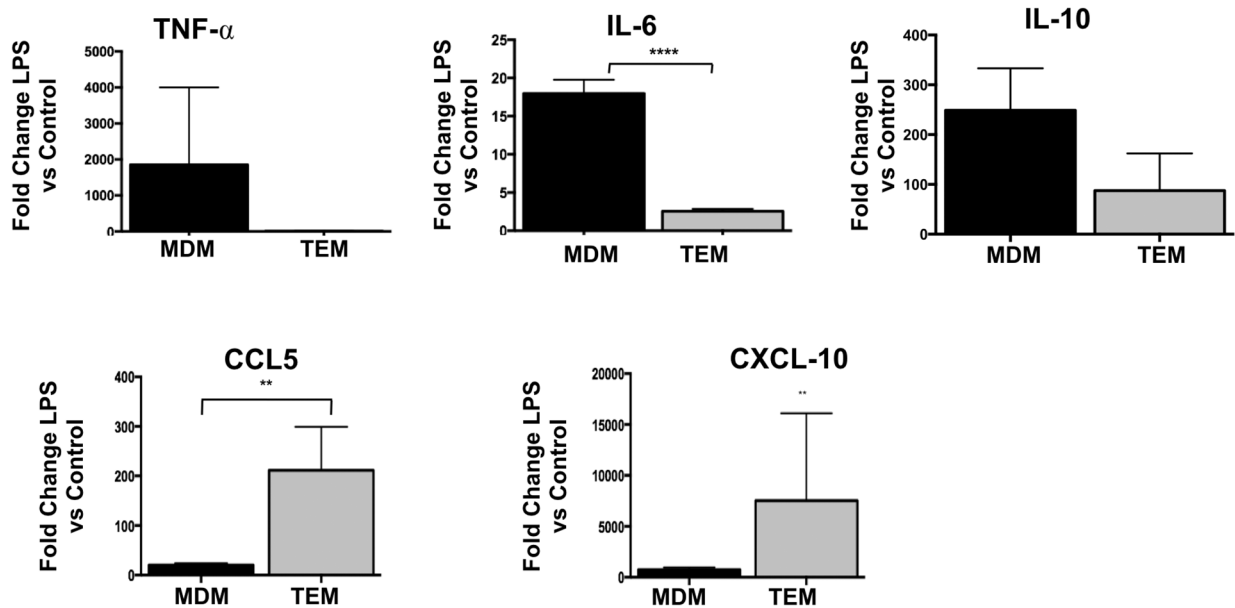 TNF-α
Fold Change LPS
vs Control
5000
4000
3000
2000
1000
0
MDM TEM
IL-6
Fold Change LPS
vs Control
25
20
15
10
5
0
****
MDM TEM
IL-10
Fold Change LPS
vs Control
400
300
200
100
0
MDM TEM
CCL5
Fold Change LPS
vs Control
400
300
200
100
0
**
MDM TEM
CXCL-10
Fold Change LPS
vs Control
20000
15000
10000
5000
0
**
MDM TEM